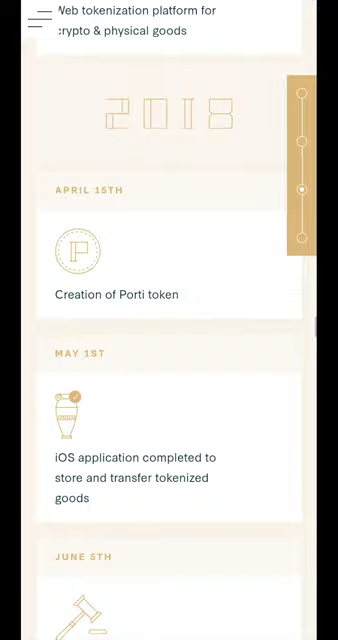 Web tokenization platform for
crypto & physical goods
2018
APRIL 15TH
P
Creation of Porti token
MAY 1ST
iOS application completed to
store and transfer tokenized
goods
JUNE 5TH